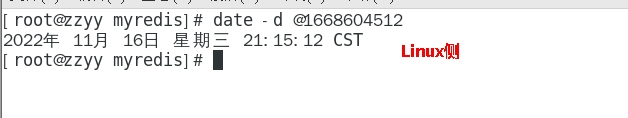 [root@zzyy myredis]# date -d @1668604512
2022年 11月 16日 星期三 21:15:12 CST
[root@zzyy myredis]#
Linux侧